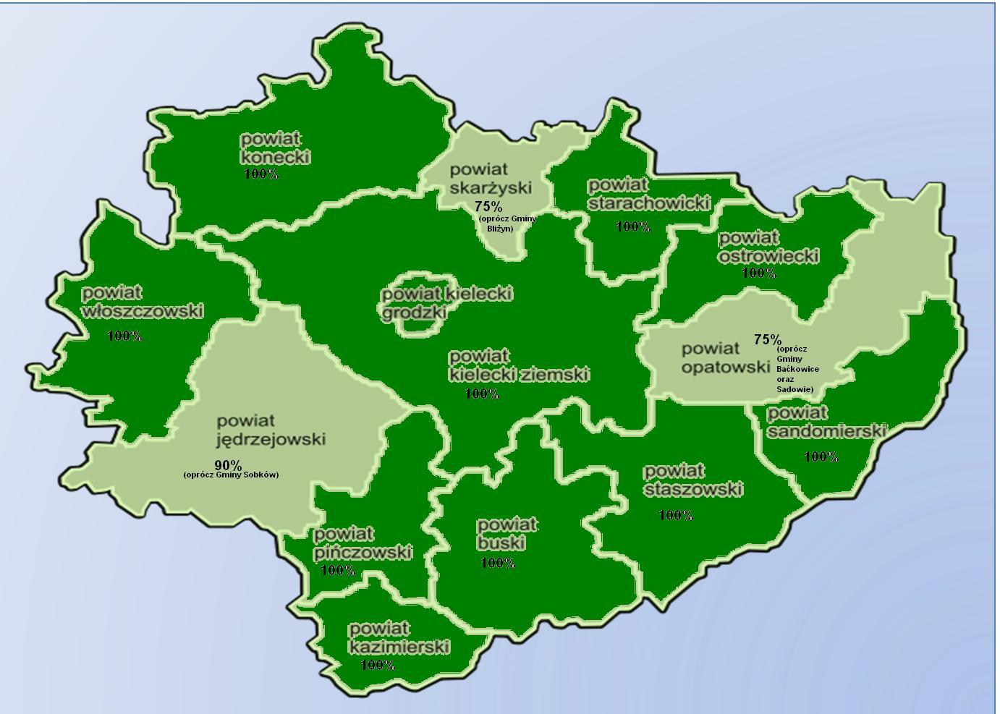 powiat
konecki
100%
powiat
skarżyski
75%
(oprócz Gminy
Bliżyn)
powiat
starachowicki
100%
powiat
ostrowiecki
100%
powiat
włoszczowski
100%
powiat kielecki
grodzki
powiat
kielecki ziemski
100%
powiat
opatowski
75%
(oprócz
Gminy
Baćkowice
oraz
Sadowie)
powiat
jędrzejowski
90%
(oprócz Gminy Sobków)
powiat
sandomierski
100%
powiat
staszowski
100%
powiat
pińczowski
100%
powiat
buski
100%
powiat
kazimierski
100%